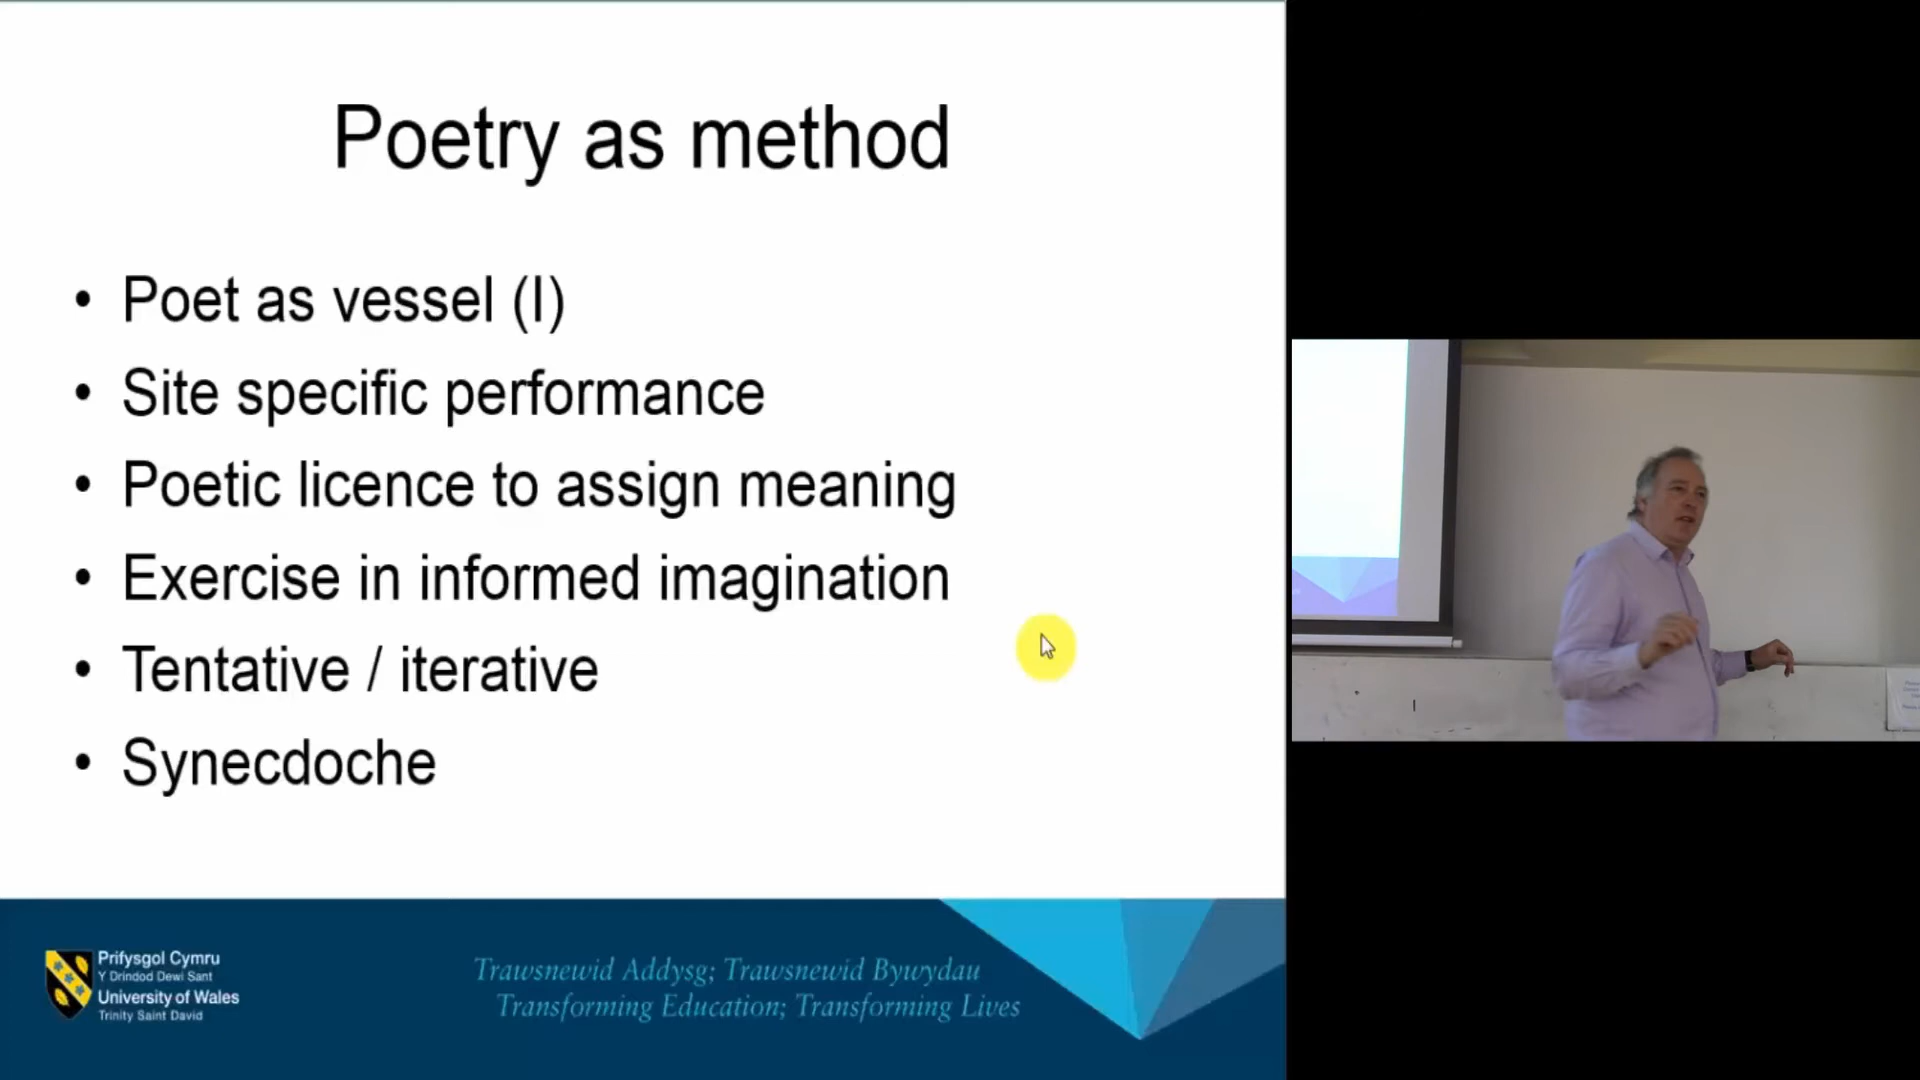 Poetry as method
• Poet as vessel (I)
• Site specific performance
• Poetic licence to assign meaning
• Exercise in informed imagination
• Tentative / iterative
• Synecdoche
Prifysgol Cymru
Y Drindod Dewi Sant
University of Wales
Trinity Saint David
Trawsnewid Addysg; Trawsnewid Bywydau
Transforming Education; Transforming Lives